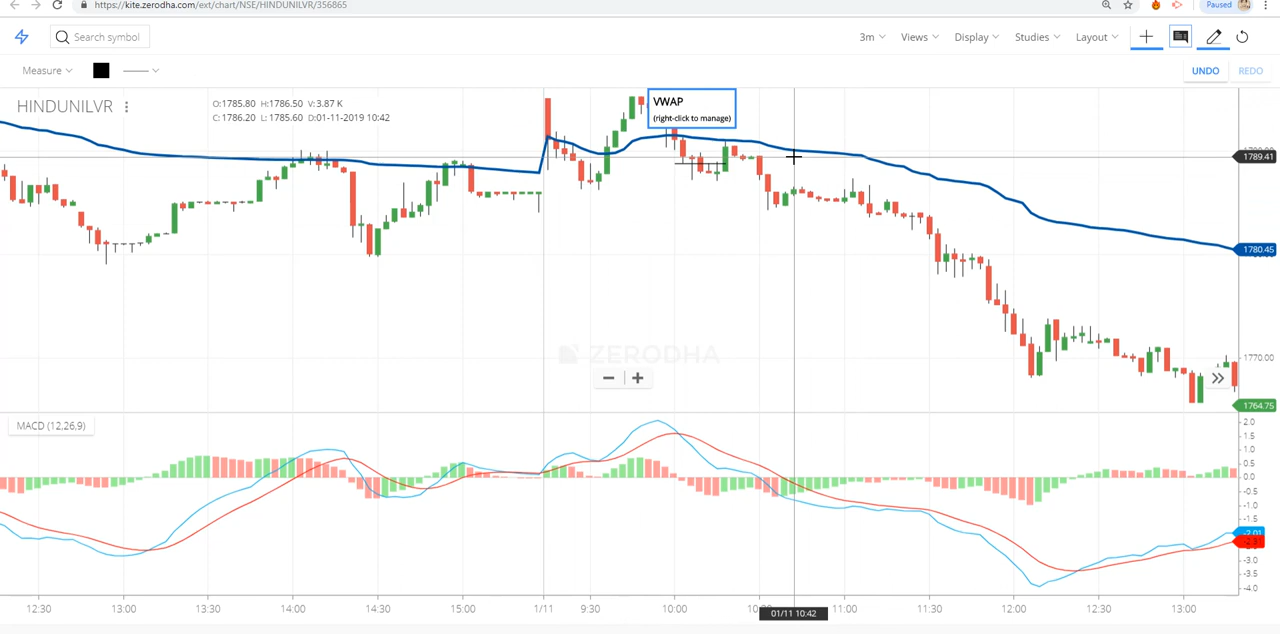 https://kite.zerodha.com/ext/chart/NSE/HINDUNILVR/356865
Paused
Search symbol
3m
Views
Display
Studies
Layout
Measure
UNDO
REDO
HINDUNILVR
O:1785.80 H:1786.50 V:3.87 K
C:1786.20 L:1785.60 D:01-11-2019 10:42
VWAP
(right-click to manage)
1789.41
1780.45
ZERODHA
1770.00
1764.75
MACD (12,26,9)
2.0
1.5
1.0
0.5
0.0
-0.5
-1.0
-1.5
-2.01
-3.0
-3.5
-4.0
12:30
13:00
13:30
14:00
14:30
15:00
1/11
9:30
10:00
01/11 10:42
11:00
11:30
12:00
12:30
13:00